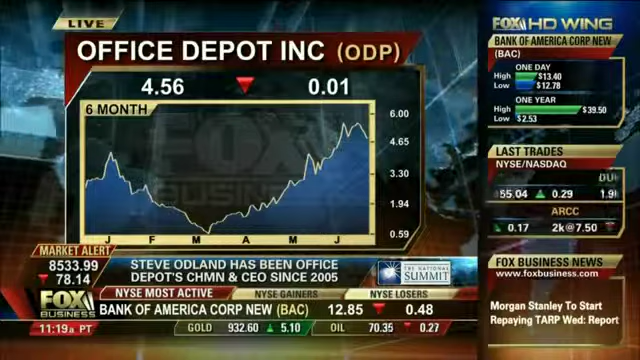 LIVE
OFFICE DEPOT INC (ODP)
4.56 0.01
6 MONTH
6.00
4.65
3.30
1.94
0.59
J F M A M J
FOX
BUSINESS
MARKET ALERT
8533.99
78.14
STEVE ODLAND HAS BEEN OFFICE
DEPOT'S CHMN & CEO SINCE 2005
THE NATIONAL
SUMMIT
FOX
BUSINESS
11:19a PT
NYSE MOST ACTIVE NYSE GAINERS NYSE LOSERS
BANK OF AMERICA CORP NEW (BAC) 12.85 0.48
GOLD 932.60 5.10 OIL 70.35 0.27
FOX HD WING
BANK OF AMERICA CORP NEW
(BAC)
ONE DAY
High $13.40
Low $12.78
ONE YEAR
High $39.50
Low $2.53
LAST TRADES
NYSE/NASDAQ
55.04 0.29
ARCC
0.17 2k@7.50
FOX BUSINESS NEWS
www.foxbusiness.com
Morgan Stanley To Start
Repaying TARP Wed: Report